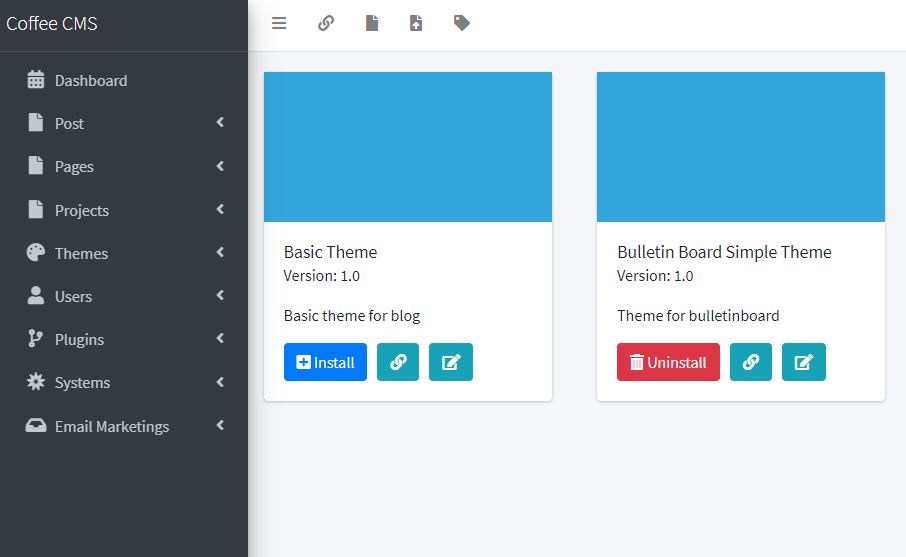 Coffee CMS
Dashboard
Post
Pages
Projects
Themes
Users
Plugins
Systems
Email Marketings
Basic Theme
Version: 1.0
Basic theme for blog
Install
Bulletin Board Simple Theme
Version: 1.0
Theme for bulletinboard
Uninstall